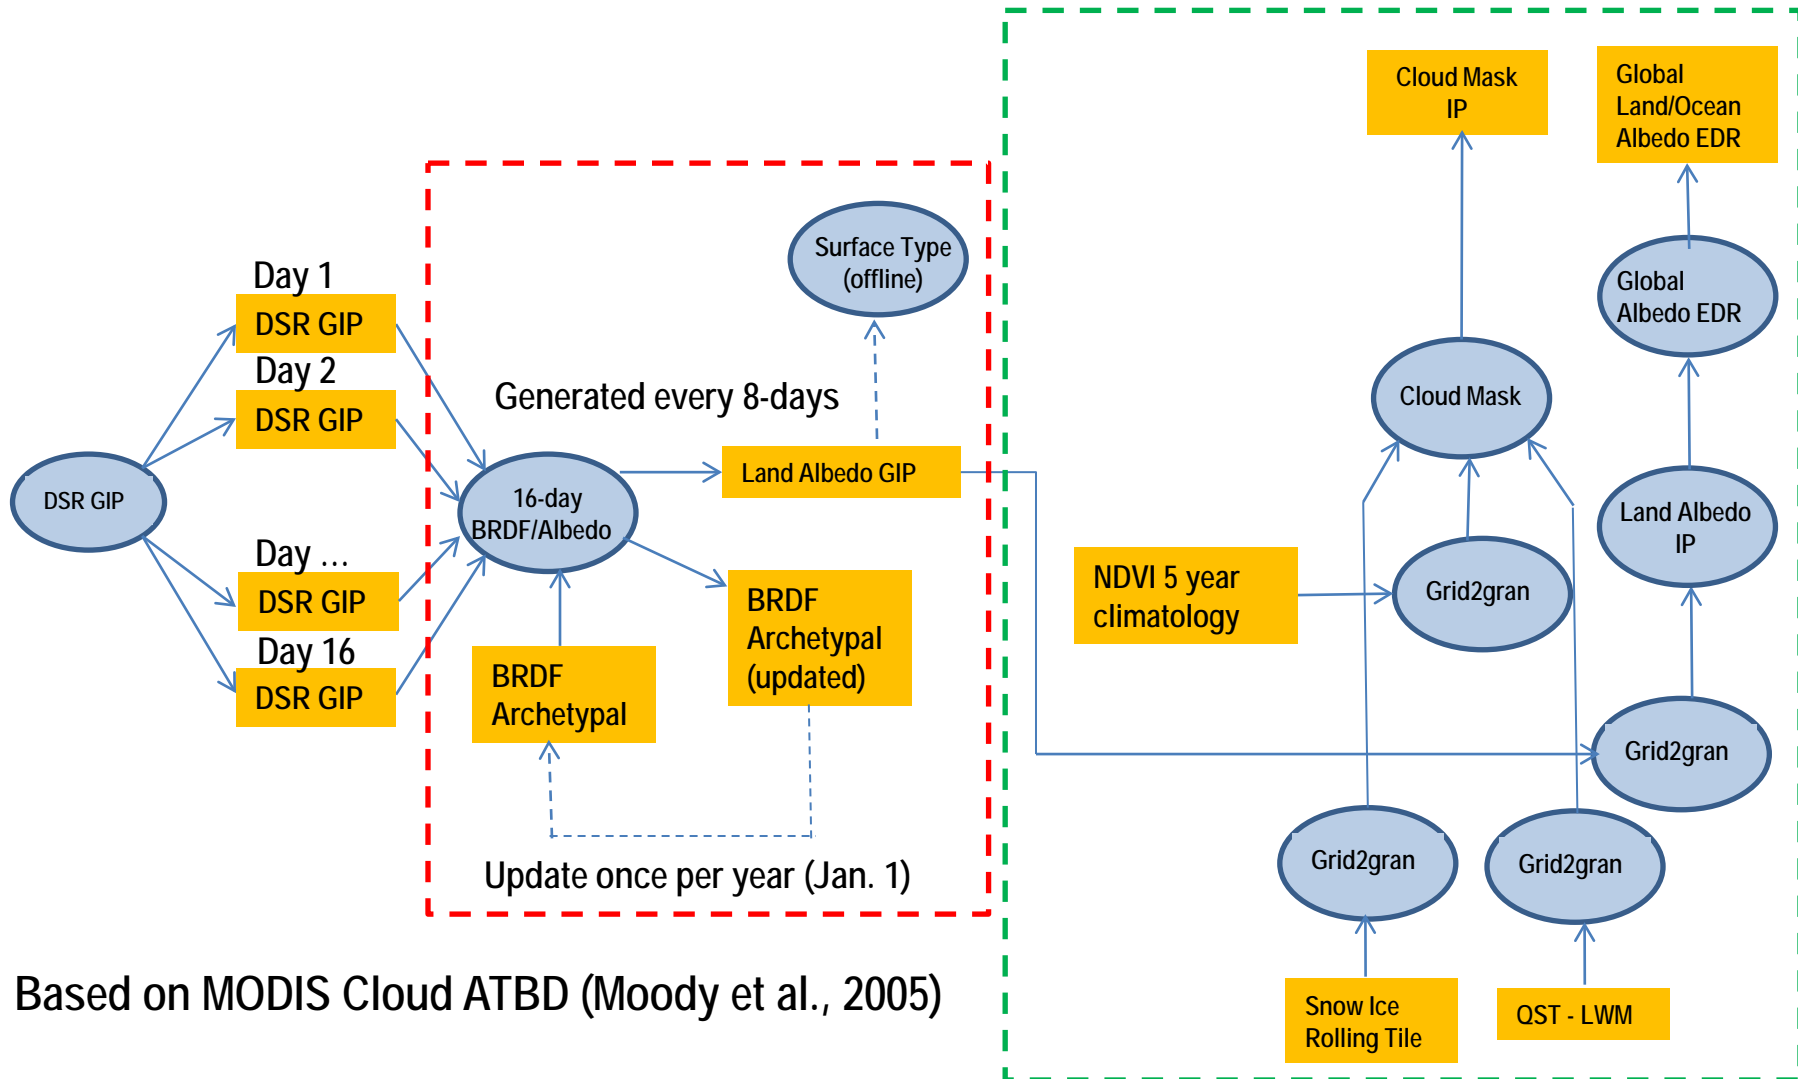 Day 1
DSR GIP
Day 2
DSR GIP
DSR GIP
Day ...
DSR GIP
Day 16
DSR GIP
Surface Type
(offline)
Generated every 8-days
Land Albedo GIP
16-day
BRDF/Albedo
BRDF
Archetypal
BRDF
Archetypal
(updated)
Update once per year (Jan. 1)
Cloud Mask
IP
Global
Land/Ocean
Albedo EDR
Global
Albedo EDR
Cloud Mask
Land Albedo
IP
NDVI 5 year
climatology
Grid2gran
Grid2gran
Grid2gran
Grid2gran
Snow Ice
Rolling Tile
QST - LWM
Based on MODIS Cloud ATBD (Moody et al., 2005)